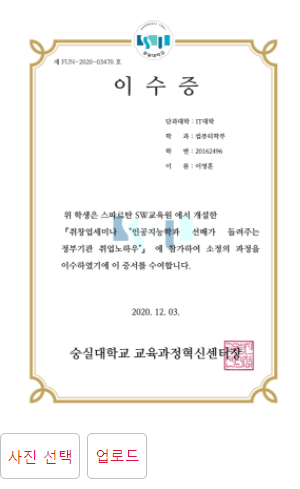 제 FUN-2020-03470 호
이 수 증
단과대학 : IT대학
학 과 : 컴퓨터학부
학 번 : 20162496
이 름 : 이영훈
위 학생은 스파르탄 SW교육원 에서 개설한
『취창업세미나 "인공지능학과 선배가 들려주는
정부기관 취업노하우"』 에 참가하여 소정의 과정을
이수하였기에 이 증서를 수여합니다.
2020. 12. 03.
숭실대학교 교육과정혁신센터장
사진 선택
업로드